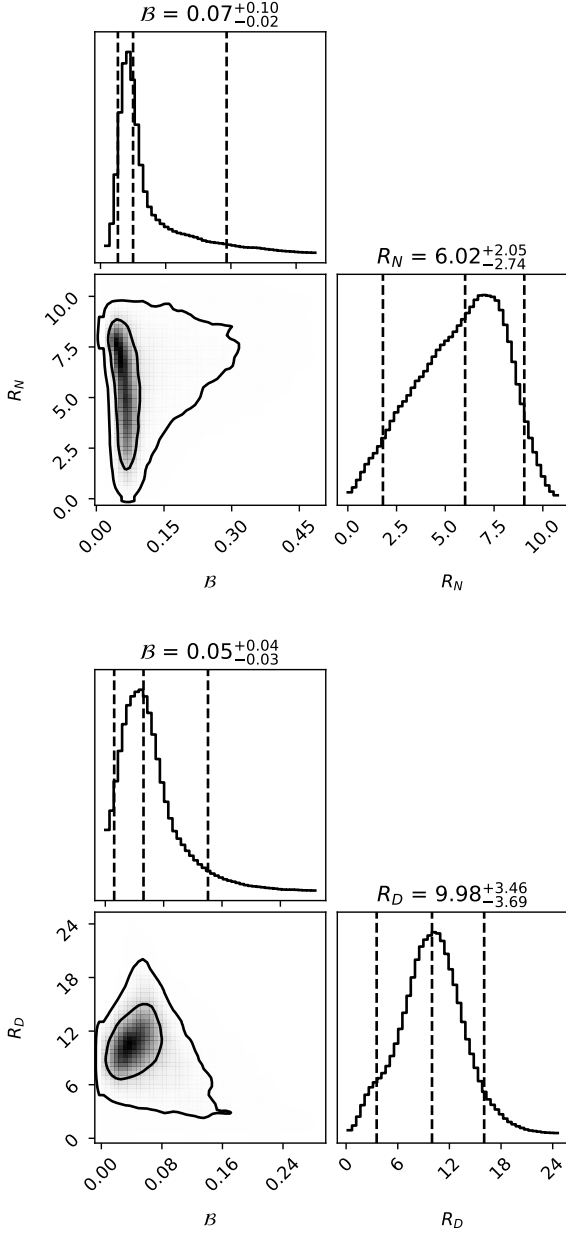 ℬ = 0.07+0.10−0.02
R_N = 6.02+2.05−2.74
10.0
7.5
5.0
2.5
0.0
R_N
0.00 0.15 0.30 0.45
ℬ
0.0 2.5 7.5 10.0
R_N
ℬ = 0.05+0.04−0.03
R_D = 9.98+3.46−3.69
24
18
12
6
0
R_D
0.00 0.08 0.16 0.24
ℬ
0 6 12 18 24
R_D